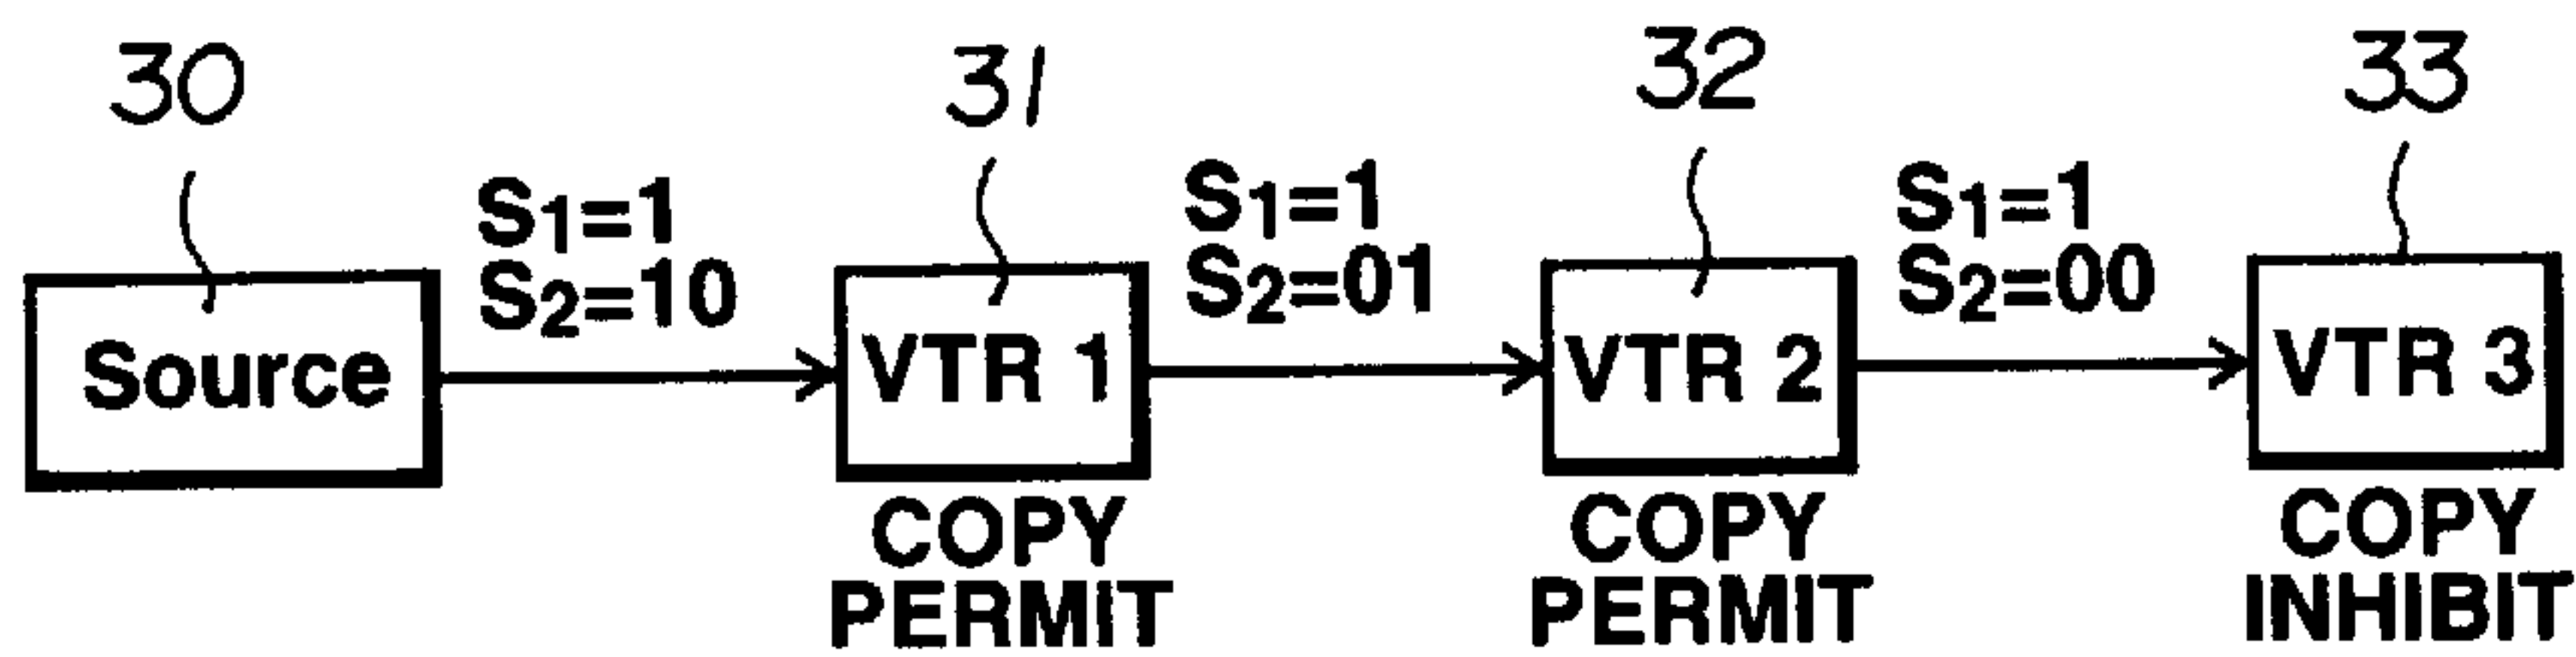 30
31
32
33
S1=1
S2=10
S1=1
S2=01
S1=1
S2=00
Source
VTR 1
VTR 2
VTR 3
COPY
PERMIT
COPY
PERMIT
COPY
INHIBIT